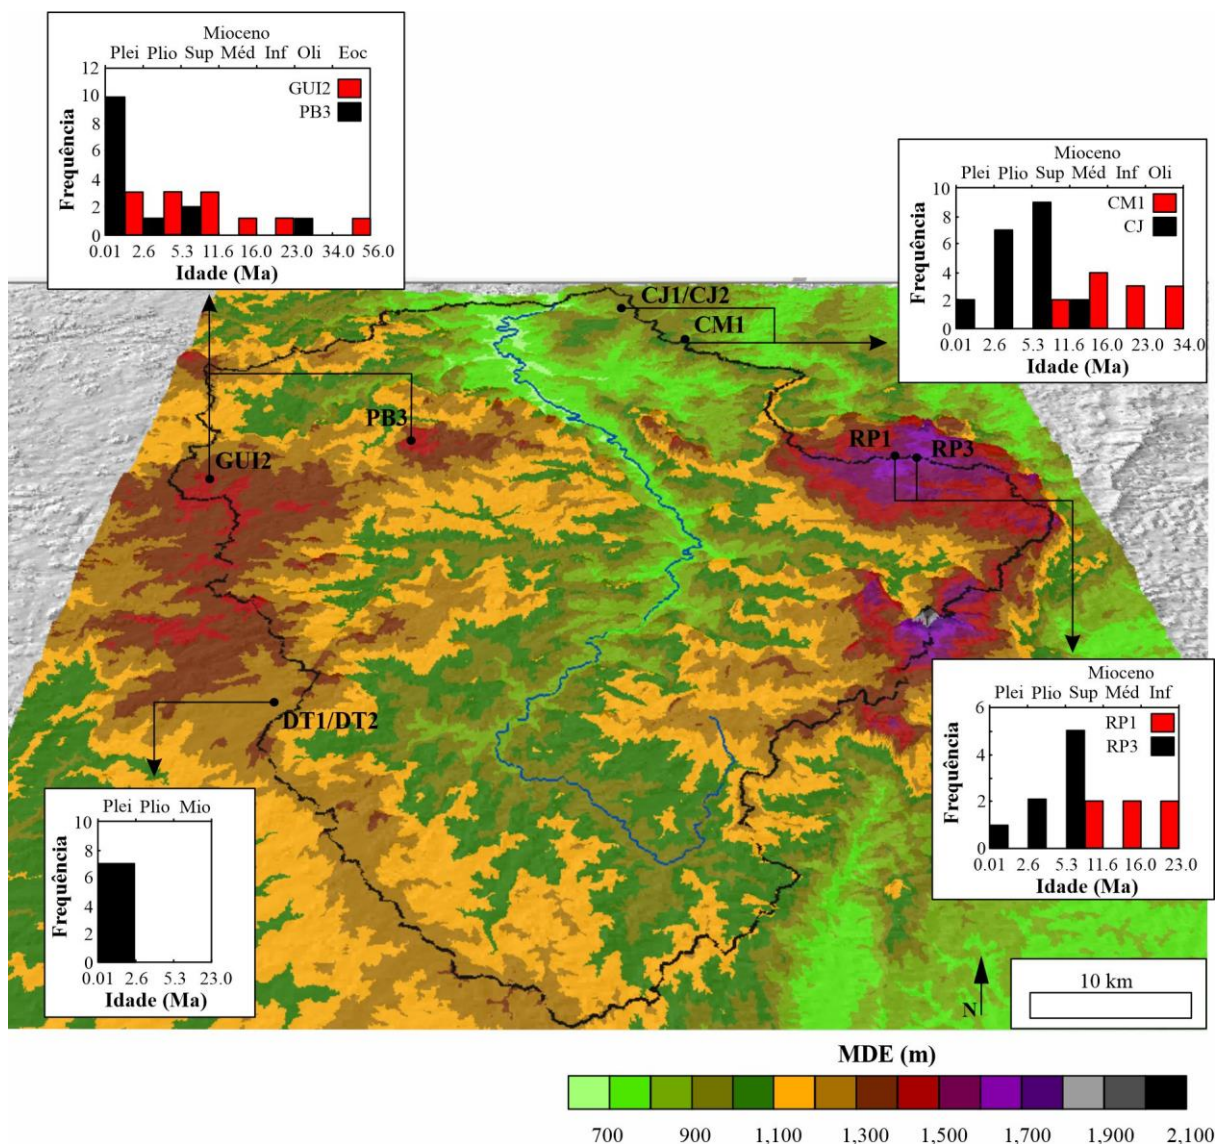 Mioceno
Plei Plio Sup Méd Inf Oli Eoc
12
10
8
6
4
2
0
Frequência
GUI2
PB3
0.01 2.6 5.3 11.6 16.0 23.0 34.0 56.0
Idade (Ma)
Mioceno
Plei Plio Sup Méd Inf Oli
10
8
6
4
2
0
Frequência
CM1
CJ
0.01 2.6 5.3 11.6 16.0 23.0 34.0
Idade (Ma)
CJ1/CJ2
CM1
PB3
GUI2
RP1
RP3
DT1/DT2
Mioceno
Plei Plio Sup Méd Inf
6
4
2
0
Frequência
RP1
RP3
0.01 2.6 5.3 11.6 16.0 23.0
Idade (Ma)
Plei Plio Mio
10
8
6
4
2
0
Frequência
0.01 2.6 5.3 23.0
Idade (Ma)
N
10 km
MDE (m)
700 900 1,100 1,300 1,500 1,700 1,900 2,100